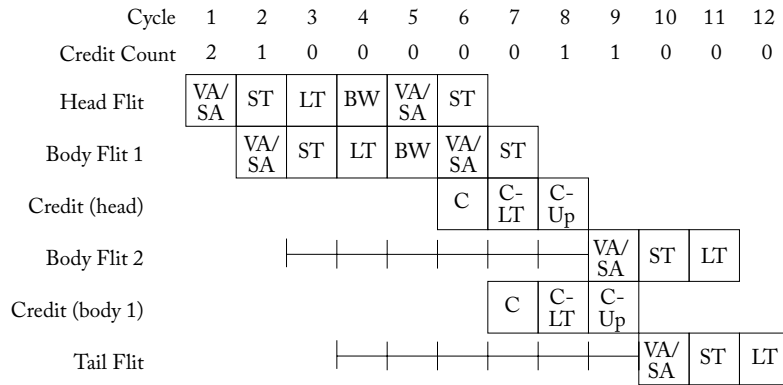 Cycle 1 2 3 4 5 6 7 8 9 10 11 12
Credit Count 2 1 0 0 0 0 0 1 1 0 0 0
Head Flit VA/SA ST LT BW VA/SA ST
Body Flit 1 VA/SA ST LT BW VA/SA ST
Credit (head) C C-LT C-Up
Body Flit 2 VA/SA ST LT
Credit (body 1) C C-LT C-Up
Tail Flit VA/SA ST LT